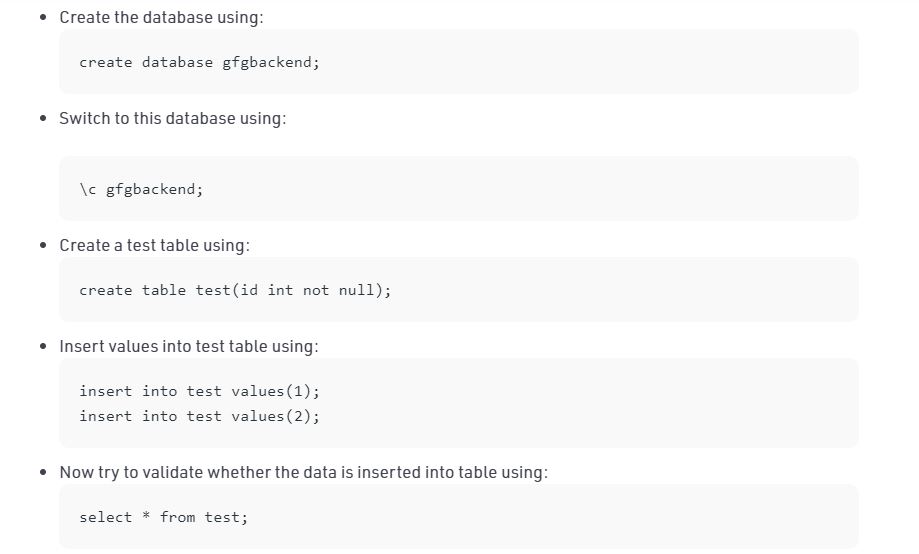 • Create the database using:
create database gfgbackend;
• Switch to this database using:
\c gfgbackend;
• Create a test table using:
create table test(id int not null);
• Insert values into test table using:
insert into test values(1);
insert into test values(2);
• Now try to validate whether the data is inserted into table using:
select * from test;